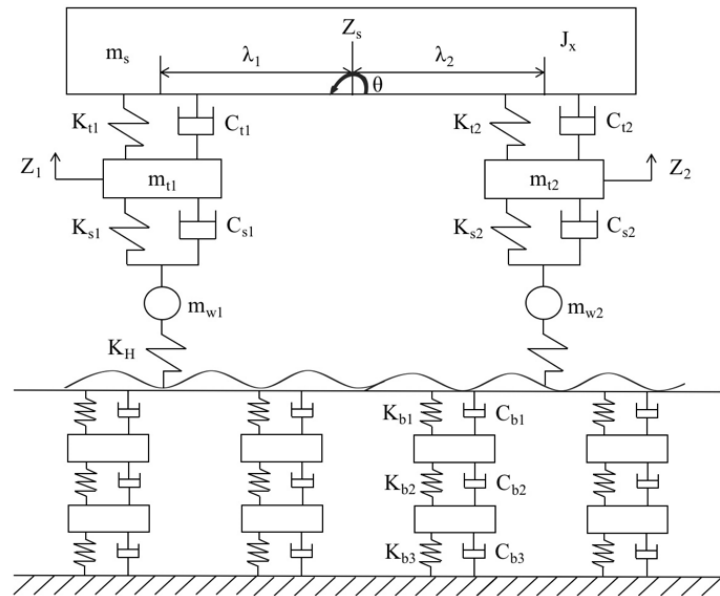 Z_s
m_s λ_1 λ_2 J_x
θ
K_t1 C_t1 K_t2 C_t2
Z_1 m_t1 m_t2 Z_2
K_s1 C_s1 K_s2 C_s2
m_w1 m_w2
K_H
K_b1 C_b1
K_b2 C_b2
K_b3 C_b3